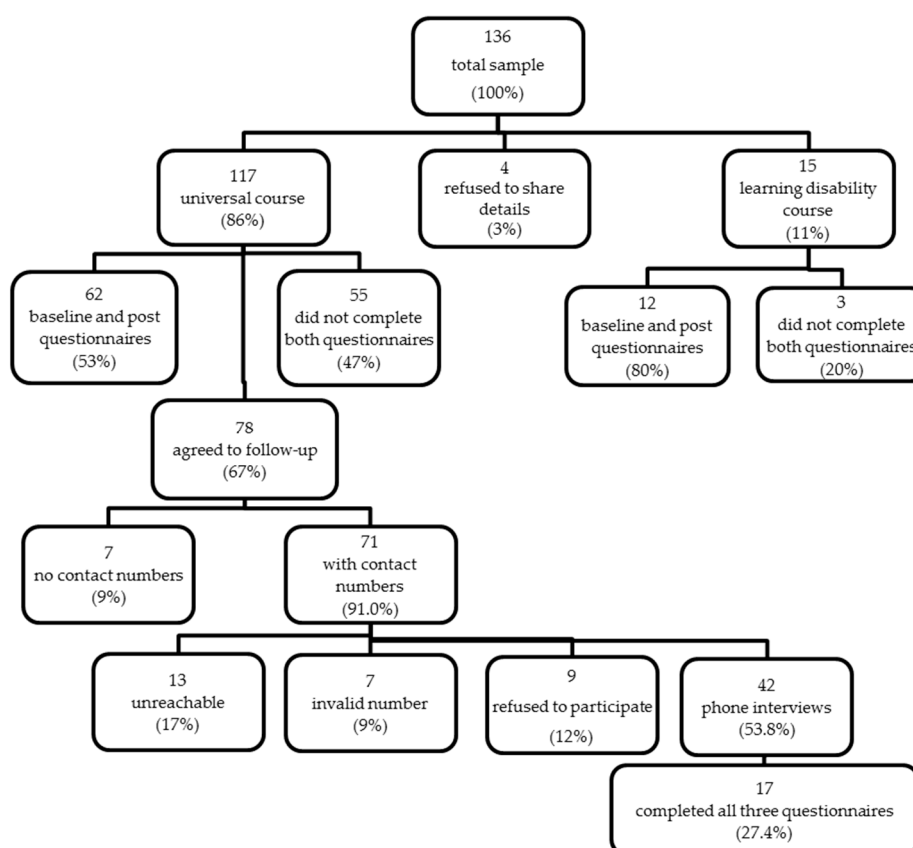 136
total sample
(100%)
117
universal course
(86%)
4
refused to share
details
(3%)
15
learning disability
course
(11%)
62
baseline and post
questionnaires
(53%)
55
did not complete
both questionnaires
(47%)
12
baseline and post
questionnaires
(80%)
3
did not complete
both questionnaires
(20%)
78
agreed to follow-up
(67%)
7
no contact numbers
(9%)
71
with contact
numbers
(91.0%)
13
unreachable
(17%)
7
invalid number
(9%)
9
refused to participate
(12%)
42
phone interviews
(53.8%)
17
completed all three questionnaires
(27.4%)